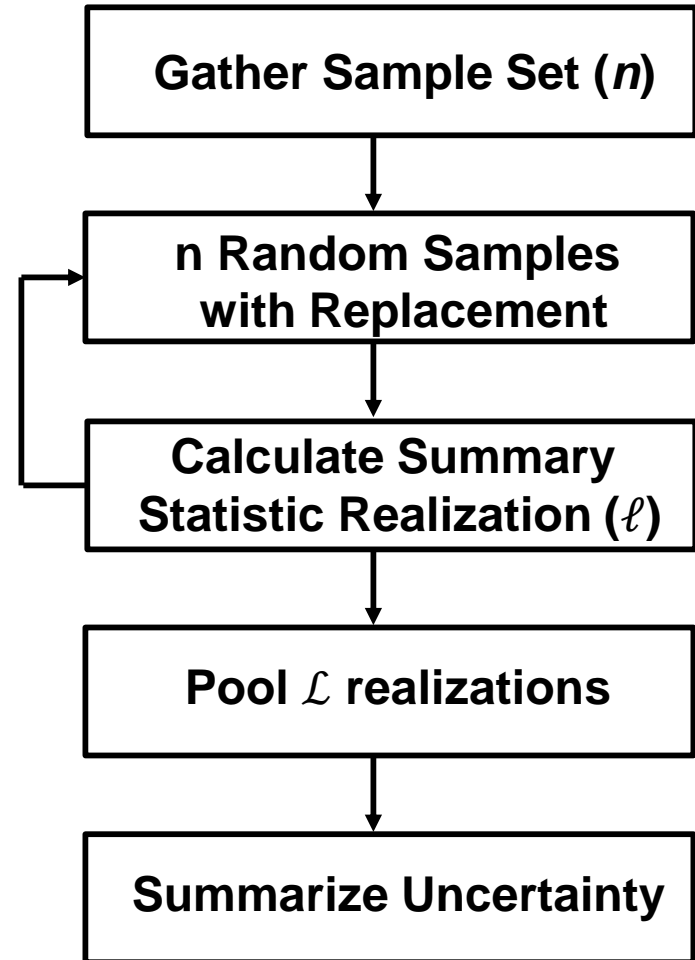 Gather Sample Set (n)
n Random Samples
with Replacement
Calculate Summary
Statistic Realization (ℓ)
Pool ℒ realizations
Summarize Uncertainty